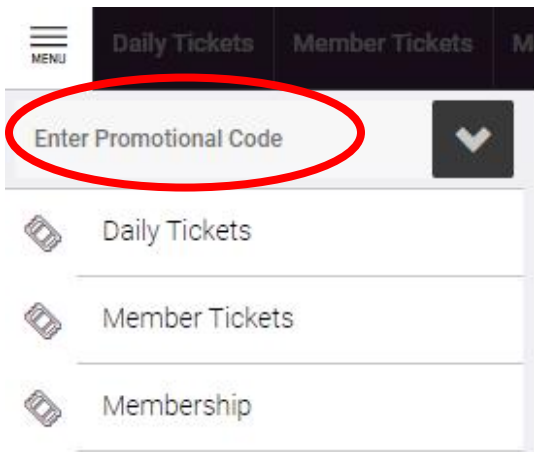 MENU
Daily Tickets
Member Tickets
M
Enter Promotional Code
Daily Tickets
Member Tickets
Membership